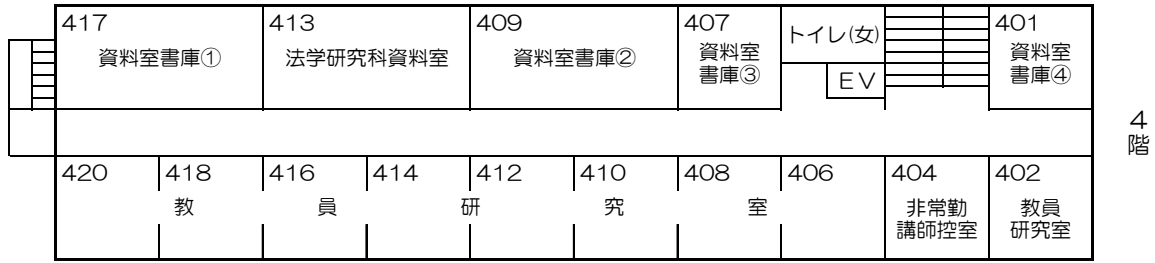 417
資料室書庫①
413
法学研究科資料室
409
資料室書庫②
407
資料室
書庫③
トイレ(女)
EV
401
資料室
書庫④
4階
420
418
416
414
412
410
408
406
教員研究室
404
非常勤
講師控室
402
教員
研究室